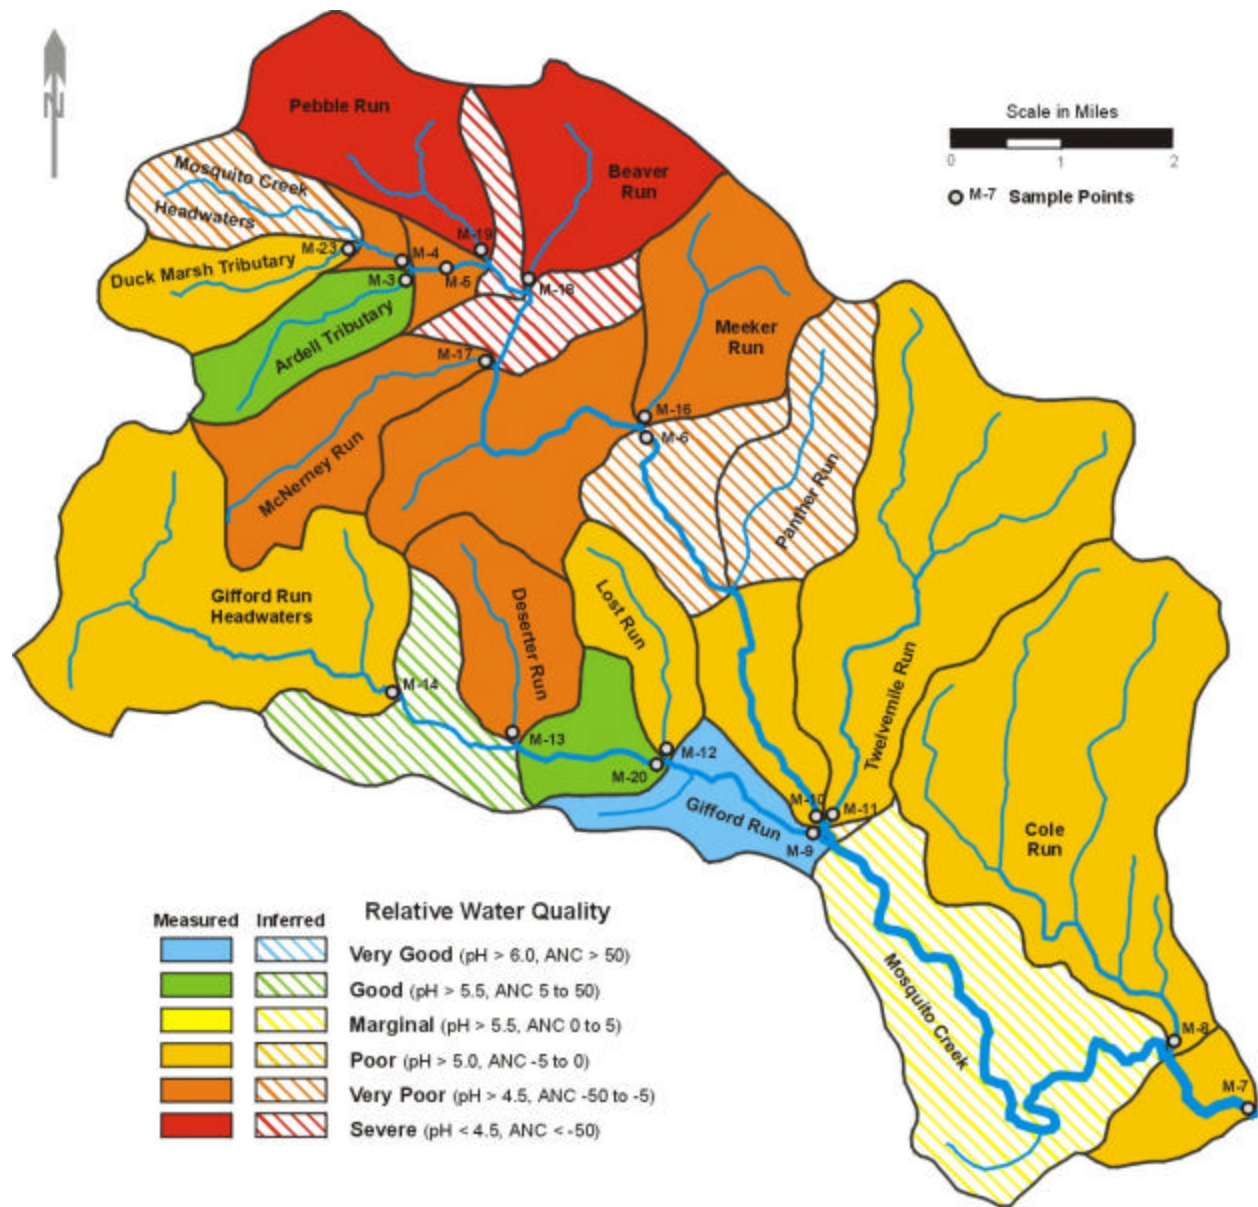 N
Scale in Miles
0 1 2
M-7 Sample Points
Pebble Run
Beaver
Run
Mosquito Creek
Headwaters
M-19
M-23
M-4
Duck Marsh Tributary
M-3
M-5
M-18
Ardell Tributary
Meeker
Run
M-17
M-16
M-6
McNerney Run
Panther Run
Gifford Run
Headwaters
Deserter Run
Lost Run
Twelvemile Run
M-14
M-13
M-12
M-20
Gifford Run
M-10
M-11
M-9
Cole
Run
Mosquito Creek
M-8
M-7
Relative Water Quality
Measured Inferred
Very Good (pH > 6.0, ANC > 50)
Good (pH > 5.5, ANC 5 to 50)
Marginal (pH > 5.5, ANC 0 to 5)
Poor (pH > 5.0, ANC -5 to 0)
Very Poor (pH > 4.5, ANC -50 to -5)
Severe (pH < 4.5, ANC < -50)